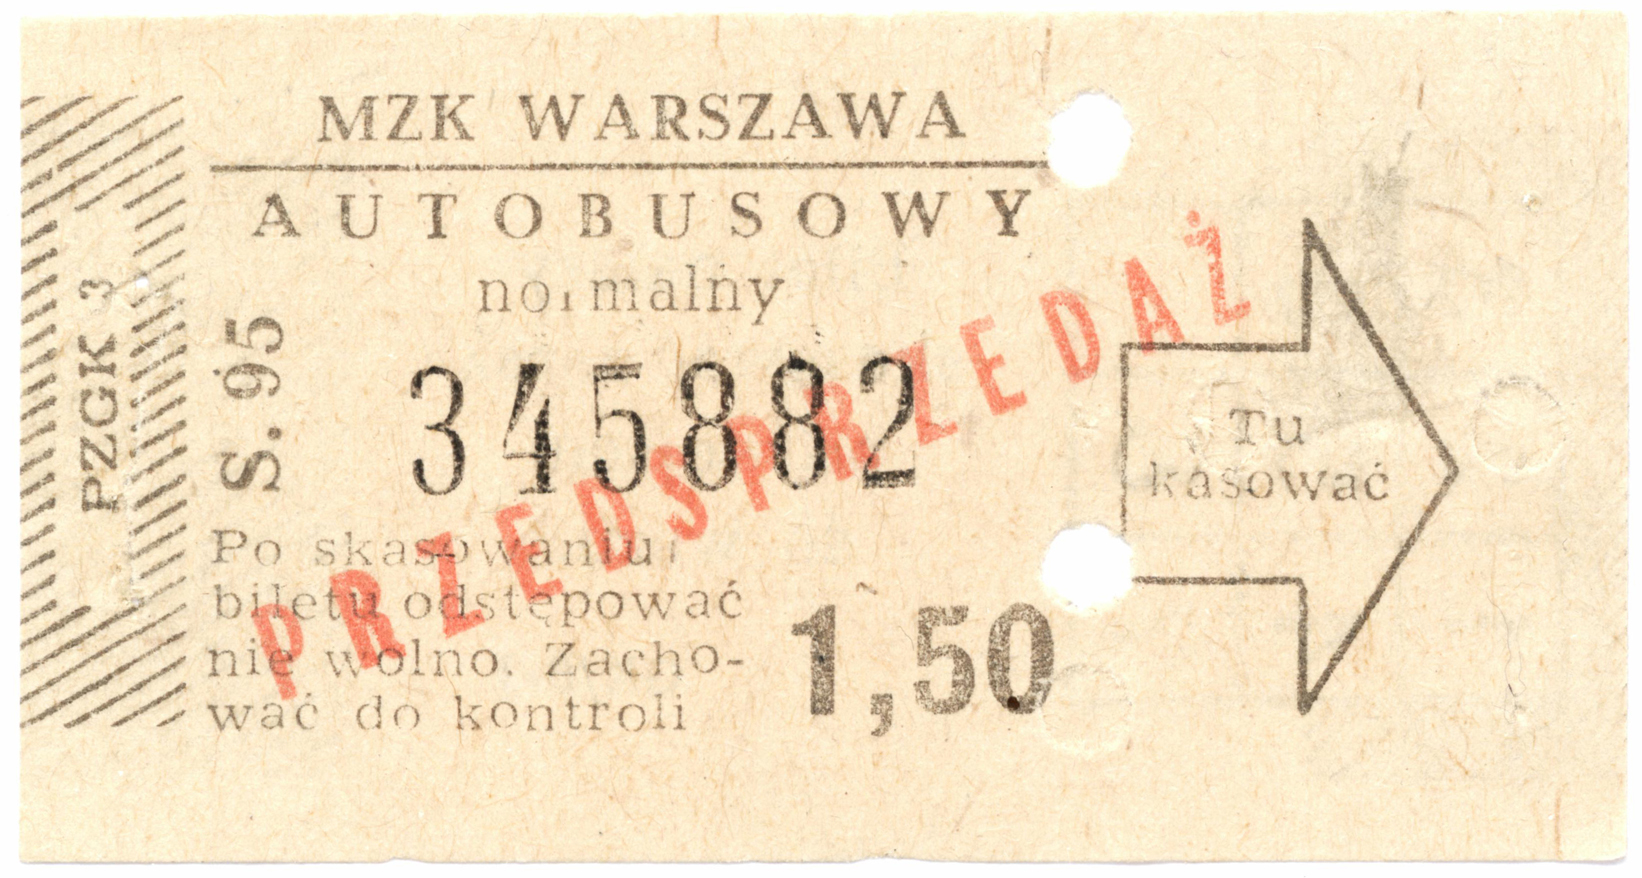 MZK WARSZAWA
AUTOBUSOWY
normalny
PZGK 3
S. 95
345882
PRZEDSPRZEDAŻ
Po skasowaniu
biletu odstępować
nie wolno. Zacho-
wać do kontroli
1,50
Tu
kasować